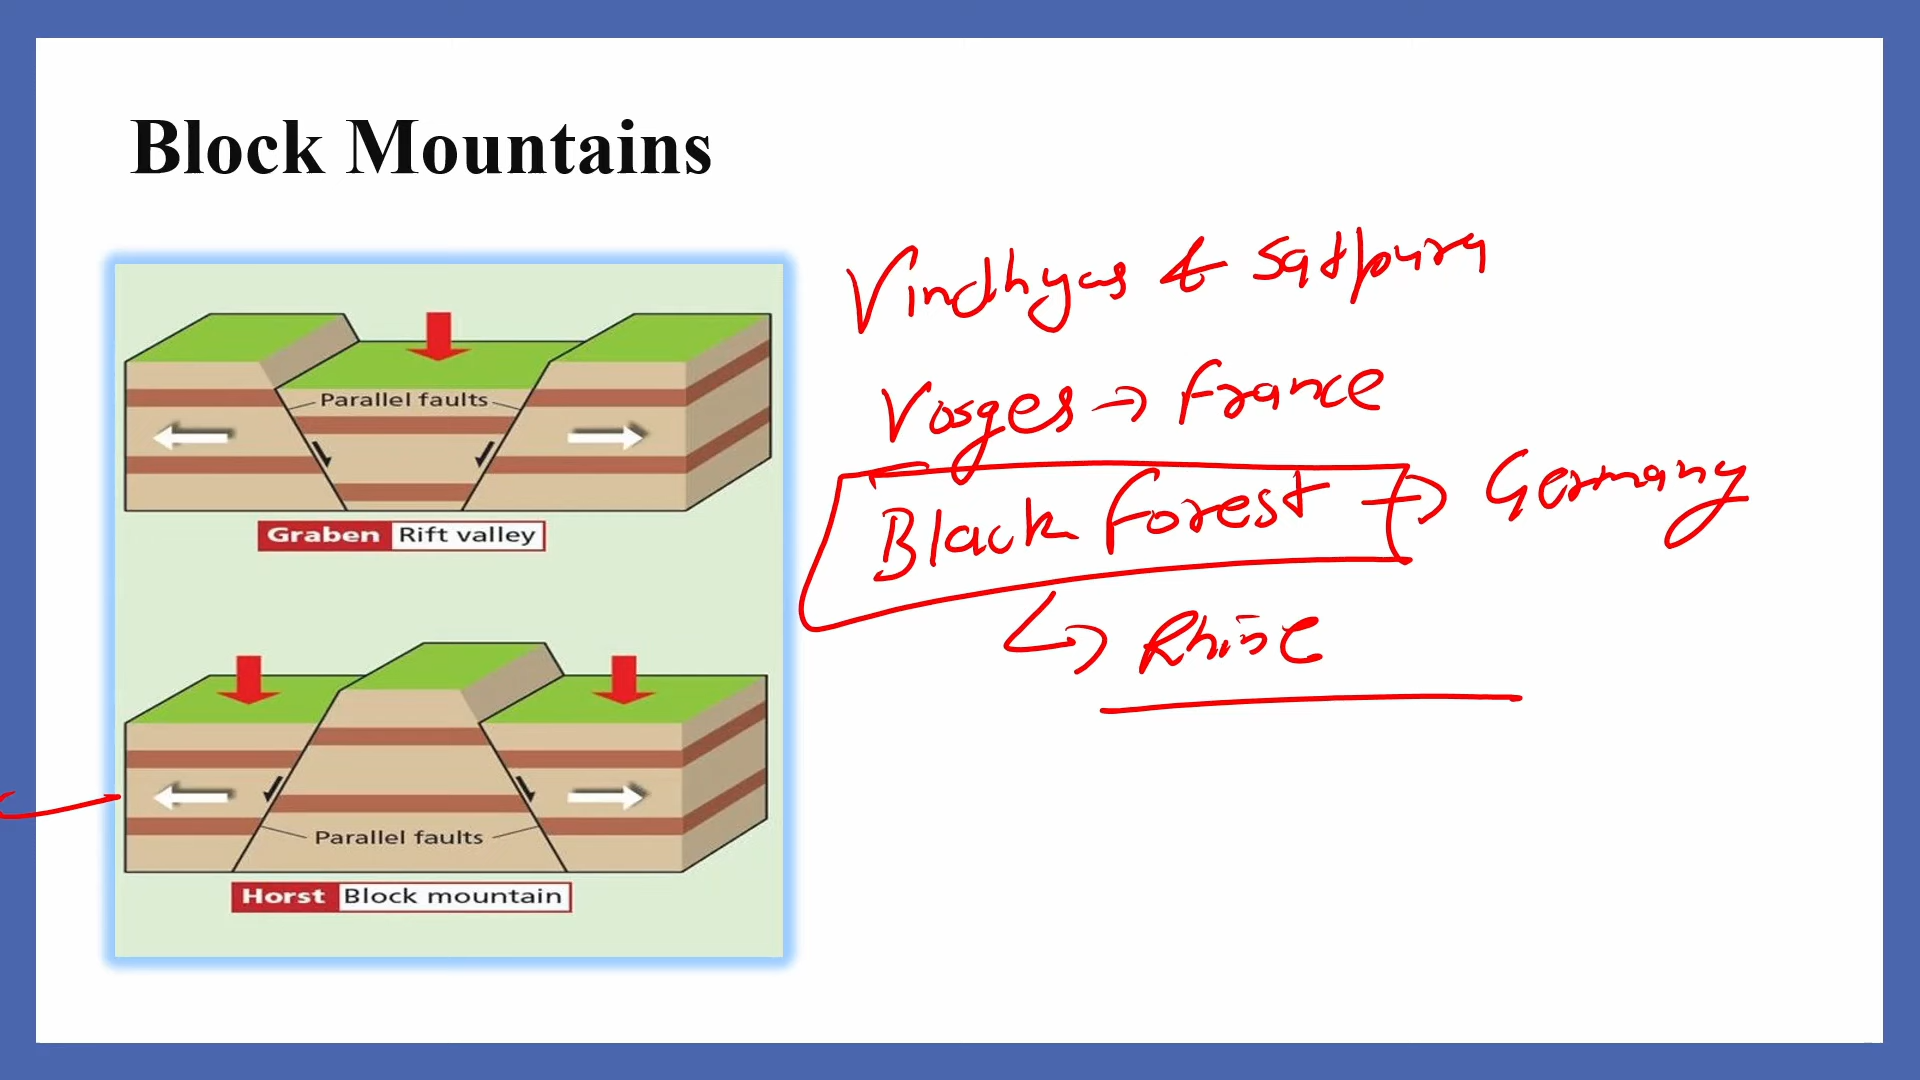 Block Mountains
Parallel faults
Graben Rift valley
Parallel faults
Horst Block mountain
Vindhyas & Satpura
Vosges → France
Black Forest → Germany
↳ Rhine